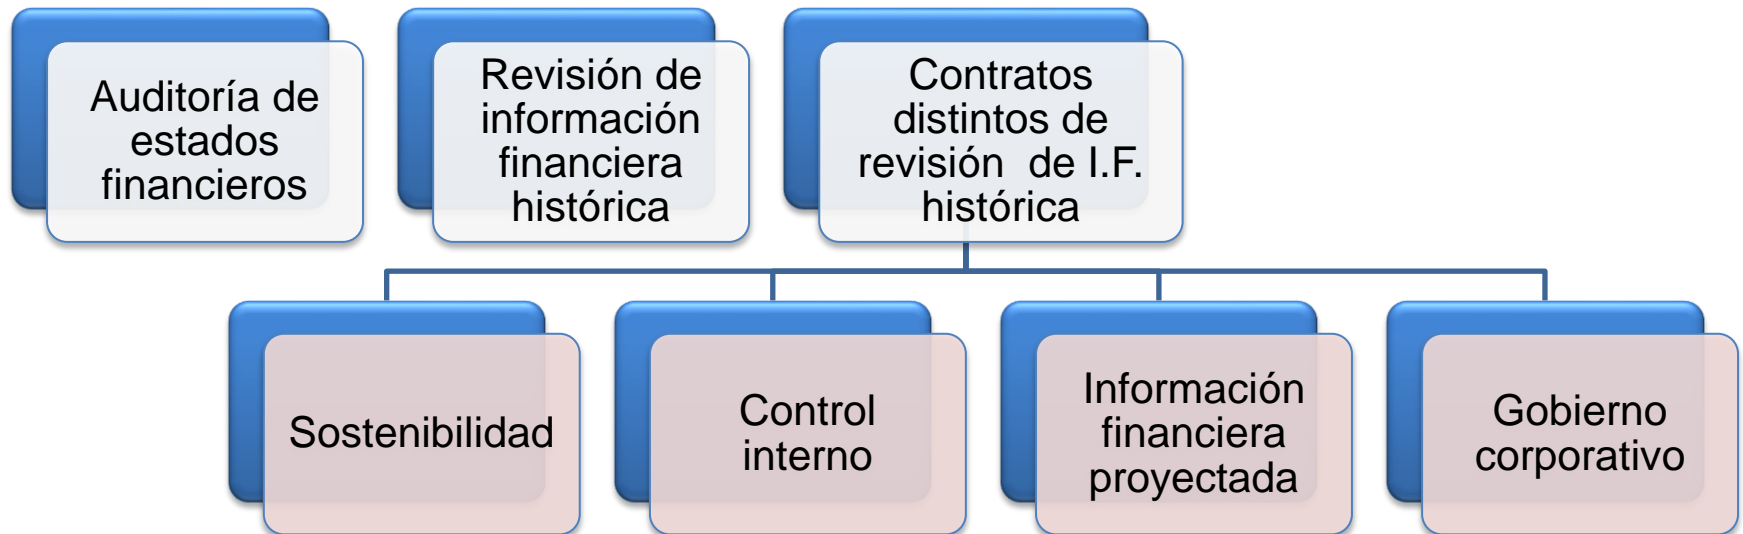 Auditoría de
estados
financieros
Revisión de
información
financiera
histórica
Contratos
distintos de
revisión  de I.F.
histórica
Sostenibilidad
Control
interno
Información
financiera
proyectada
Gobierno
corporativo